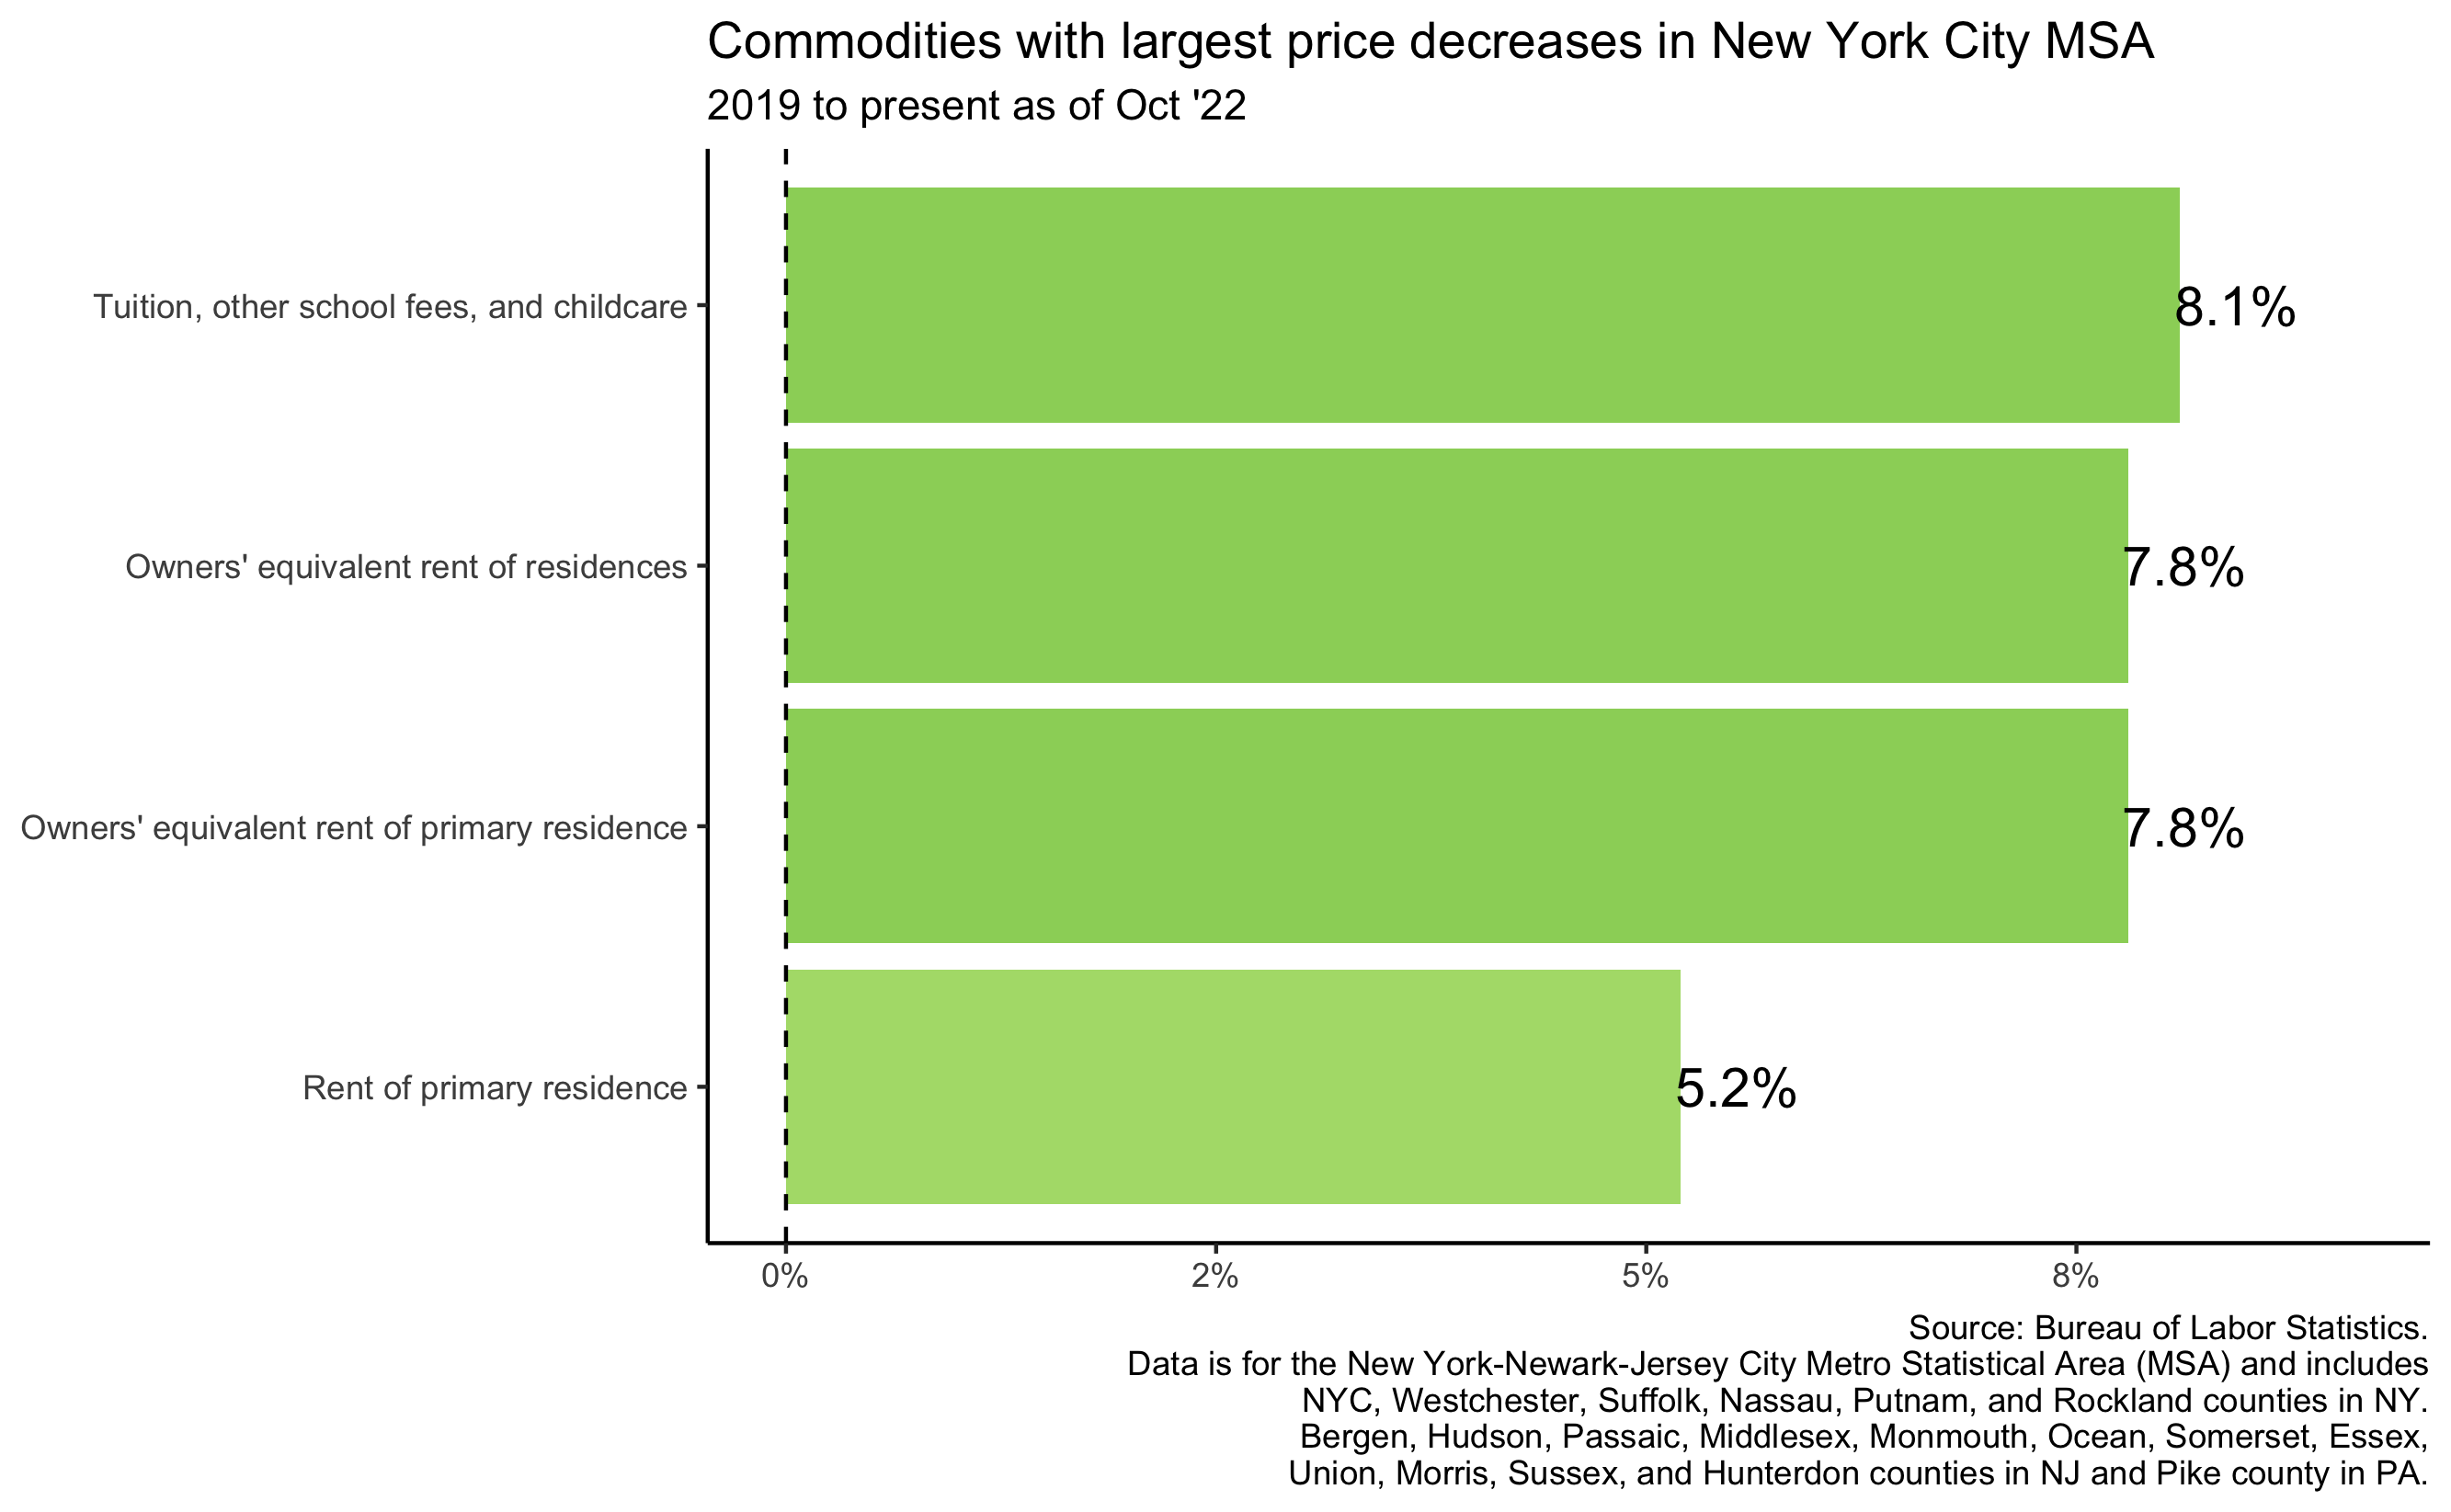 Commodities with largest price decreases in New York City MSA
2019 to present as of Oct '22
Tuition, other school fees, and childcare
8.1%
Owners' equivalent rent of residences
7.8%
Owners' equivalent rent of primary residence
7.8%
Rent of primary residence
5.2%
0% 2% 5% 8%
Source: Bureau of Labor Statistics.
Data is for the New York-Newark-Jersey City Metro Statistical Area (MSA) and includes
NYC, Westchester, Suffolk, Nassau, Putnam, and Rockland counties in NY.
Bergen, Hudson, Passaic, Middlesex, Monmouth, Ocean, Somerset, Essex,
Union, Morris, Sussex, and Hunterdon counties in NJ and Pike county in PA.